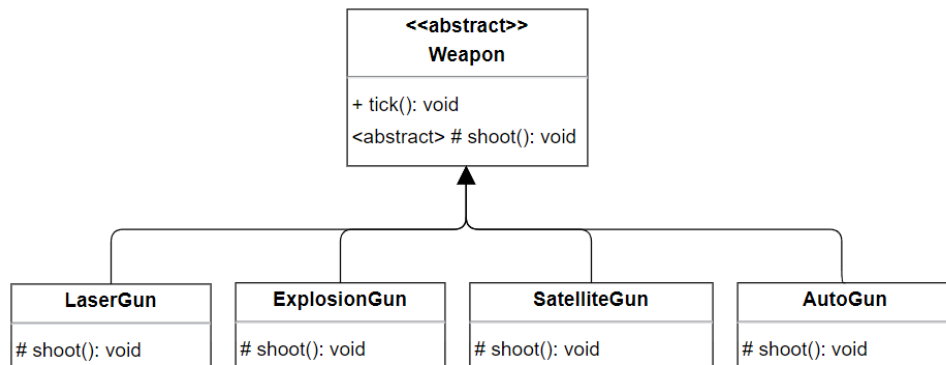 <<abstract>>
Weapon
+ tick(): void
<abstract> # shoot(): void
LaserGun
# shoot(): void
ExplosionGun
# shoot(): void
SatelliteGun
# shoot(): void
AutoGun
# shoot(): void